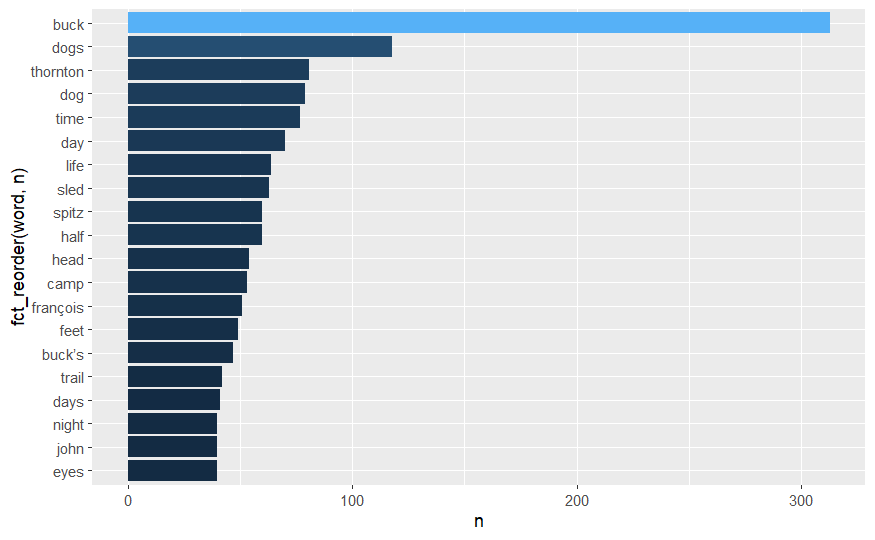 buck
dogs
thornton
dog
time
day
life
sled
spitz
half
head
camp
françois
feet
buck's
trail
days
night
john
eyes
fct_reorder(word, n)
0 100 200 300
n